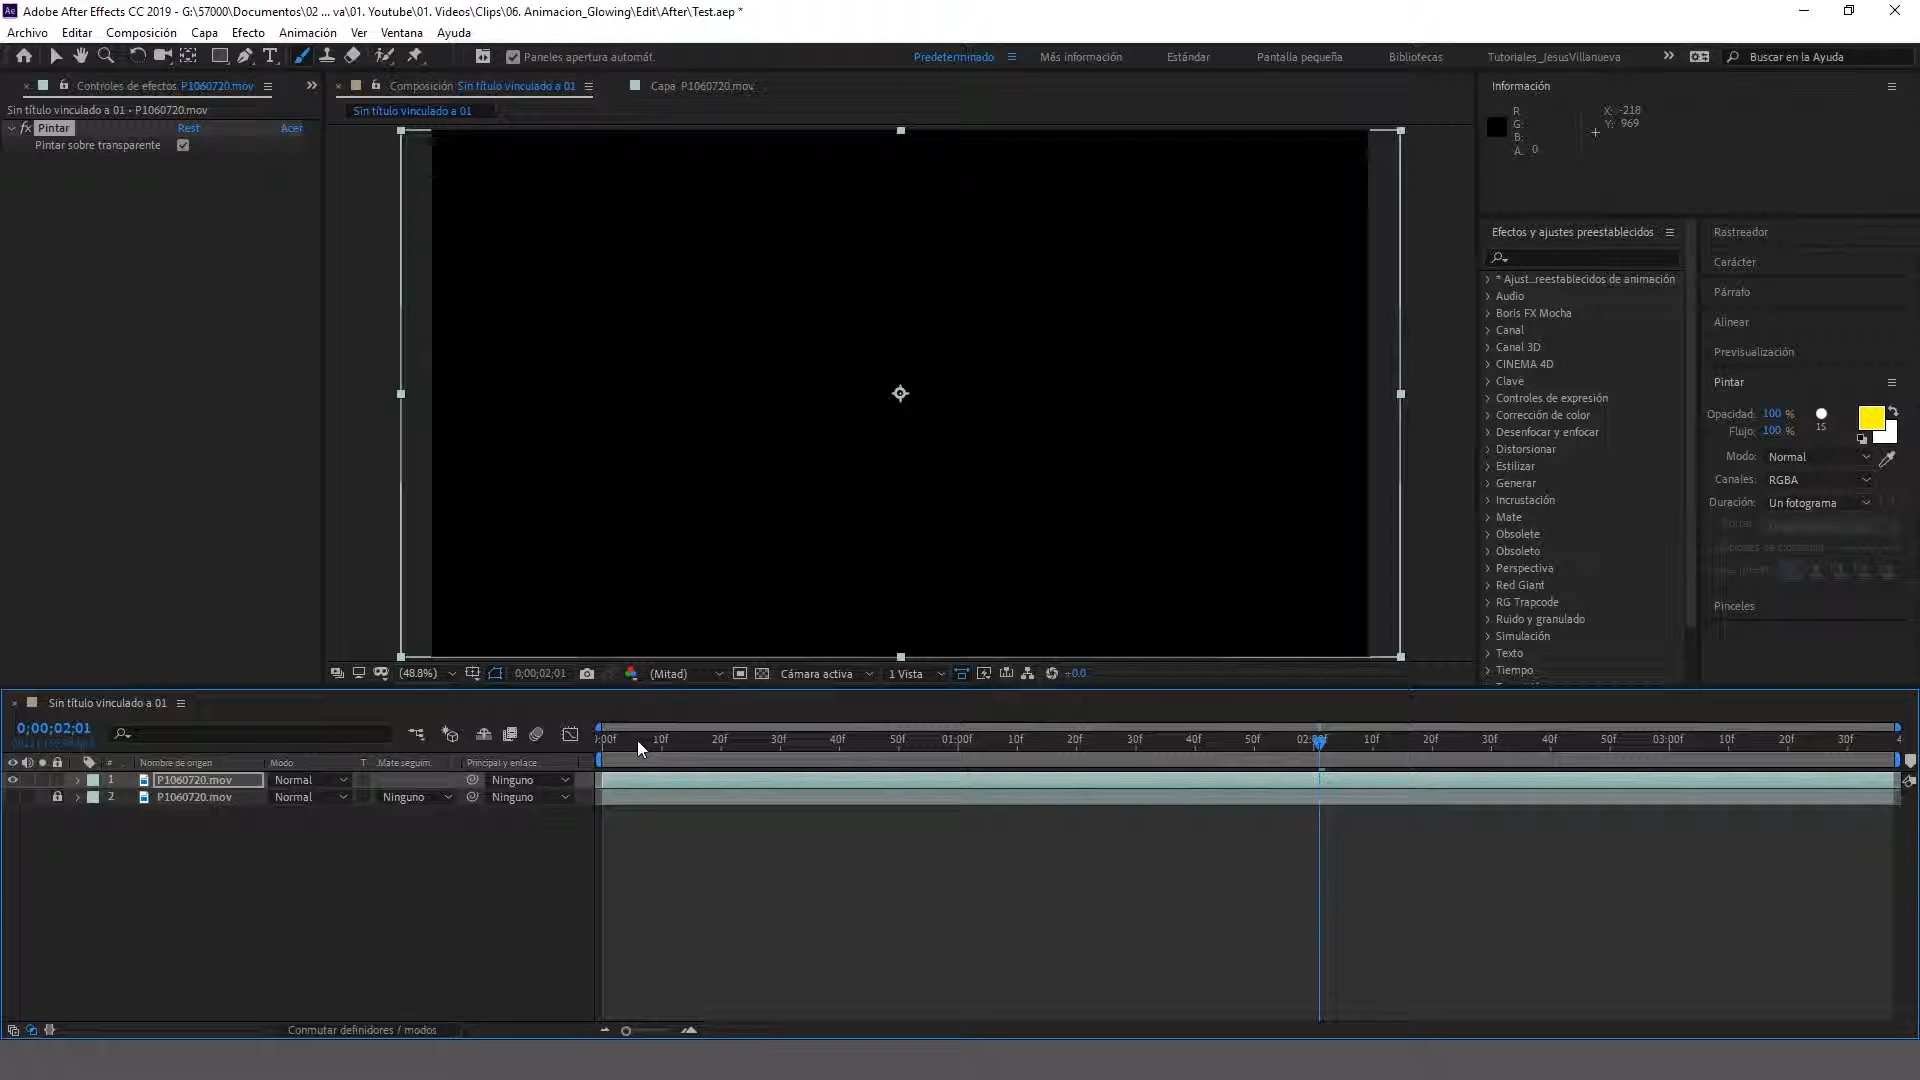 Adobe After Effects CC 2019 - G:\57000\Documentos\02 ... va\01. Youtube\01. Videos\Clips\06. Animacion_Glowing\Edit\After\Test.aep *
Archivo Editar Composición Capa Efecto Animación Ver Ventana Ayuda
Paneles apertura automát.
Predeterminado Más información Estándar Pantalla pequeña Bibliotecas Tutoriales_JesusVillanueva Buscar en la Ayuda
Controles de efectos P1060720.mov
Composición Sin título vinculado a 01
Capa P1060720.mov
Sin título vinculado a 01 • P1060720.mov
Sin título vinculado a 01
fx Pintar Rest Acer
Pintar sobre transparente
Información
R
G:
B:
A. 0
X: -218
Y: 969
Efectos y ajustes preestablecidos
* Ajust...reestablecidos de animación
Audio
Boris FX Mocha
Canal
Canal 3D
CINEMA 4D
Clave
Controles de expresión
Corrección de color
Desenfocar y enfocar
Distorsionar
Estilizar
Generar
Incrustación
Mate
Obsolete
Obsoleto
Perspectiva
Red Giant
RG Trapcode
Ruido y granulado
Simulación
Texto
Tiempo
Rastreador
Carácter
Párrafo
Alinear
Previsualización
Pintar
Opacidad: 100 %
Flujo: 100 %
15
Modo: Normal
Canales: RGBA
Duración: Un fotograma
Pinceles
(48.8%) 0;00;02;01 (Mitad) Cámara activa 1 Vista +0.0
Sin título vinculado a 01
0;00;02;01
:00f 10f 20f 30f 40f 50f 01:00f 10f 20f 30f 40f 50f 02:00f 10f 20f 30f 40f 50f 03:00f 10f 20f 30f 4
# Nombre de origen Modo T Mate seguim. Principal y enlace
1 P1060720.mov Normal Ninguno
2 P1060720.mov Normal Ninguno Ninguno
Conmutar definidores / modos